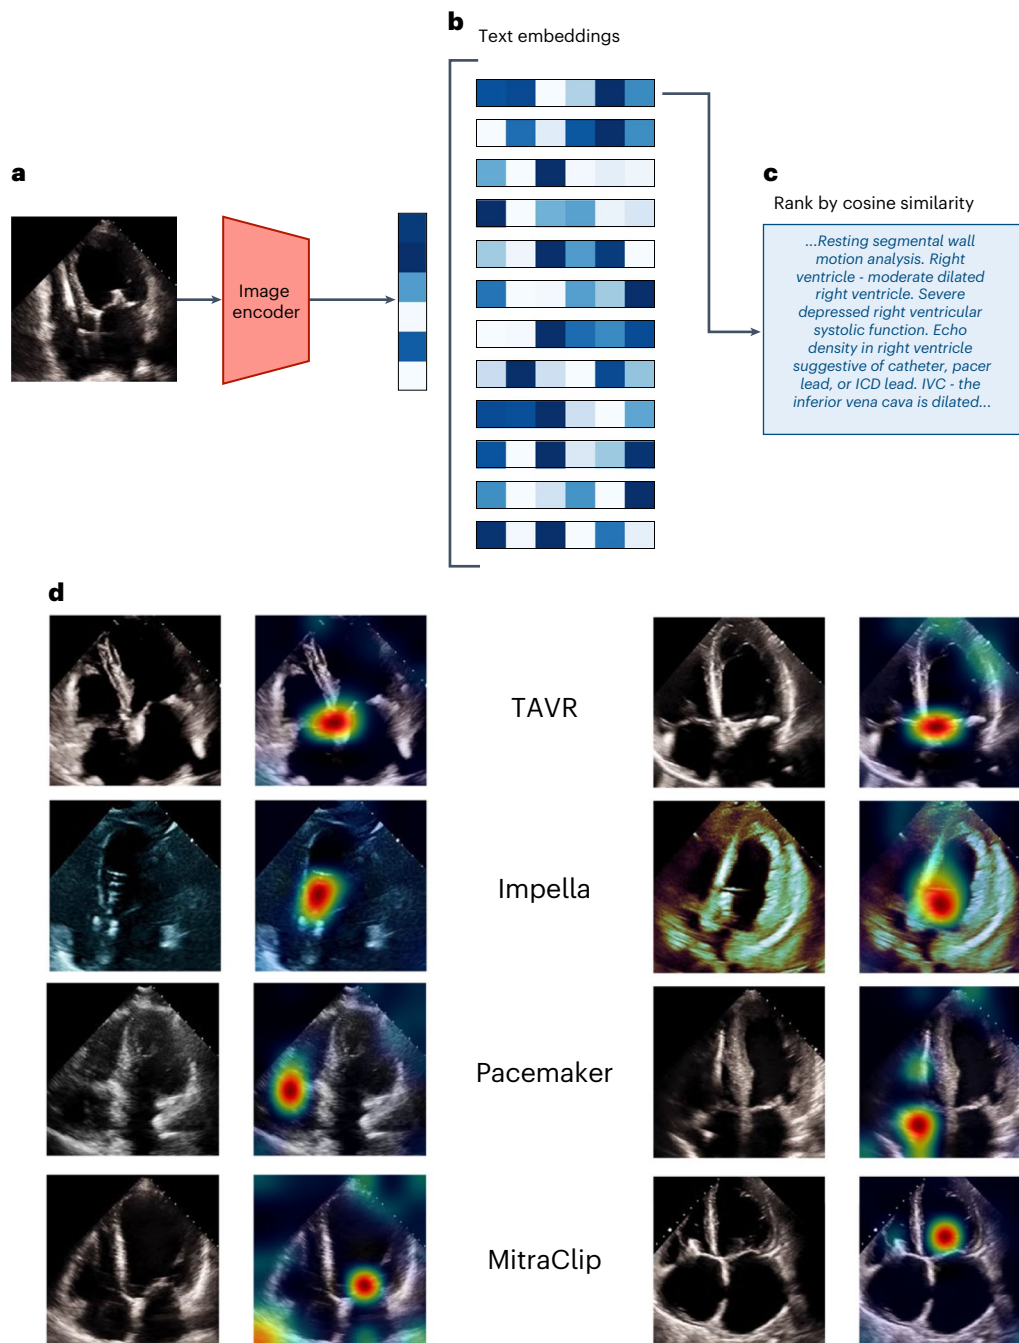 b
Text embeddings
a
c
Rank by cosine similarity
Image
encoder
...Resting segmental wall
motion analysis. Right
ventricle - moderate dilated
right ventricle. Severe
depressed right ventricular
systolic function. Echo
density in right ventricle
suggestive of catheter, pacer
lead, or ICD lead. IVC - the
inferior vena cava is dilated...
d
TAVR
Impella
Pacemaker
MitraClip